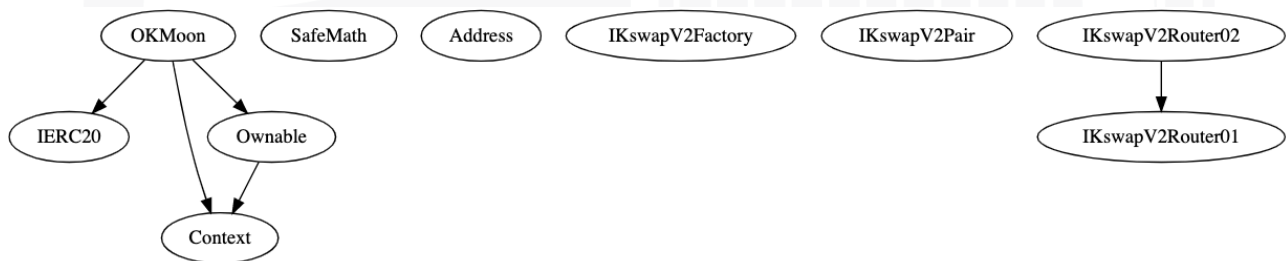 OKMoon SafeMath Address IKswapV2Factory IKswapV2Pair IKswapV2Router02
IERC20 Ownable IKswapV2Router01
Context